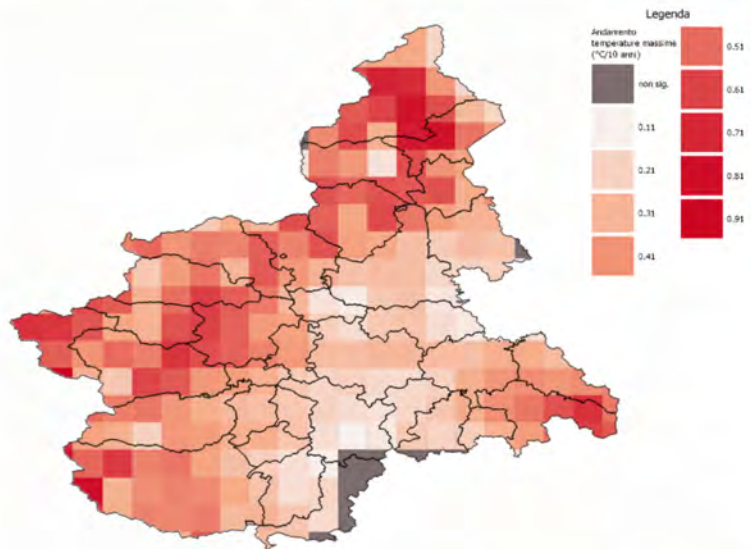 Legenda
Andamento
temperature massime
(°C/10 anni)
non sig.
0.11
0.21
0.31
0.41
0.51
0.61
0.71
0.81
0.91